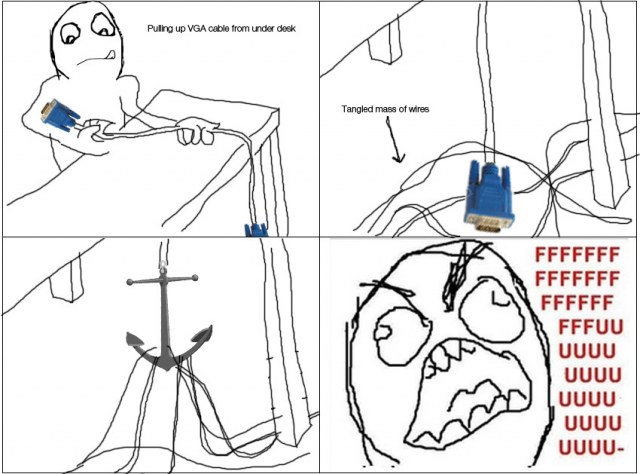 Pulling up VGA cable from under desk
Tangled mass of wires
FFFFFFF
FFFFFFF
FFFFFF
FFFUU
UUUU
UUUU
UUUU
UUUU
UUUU-